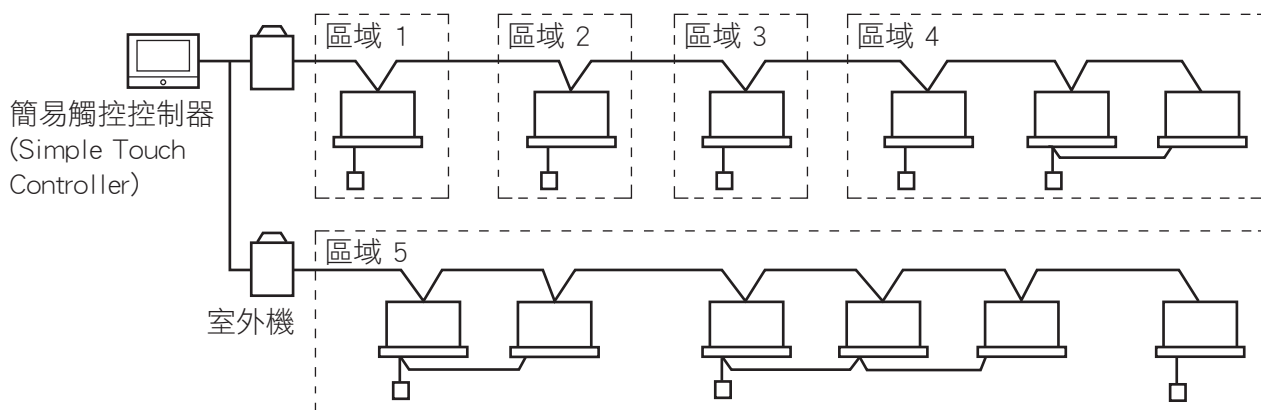 區域 1
區域 2
區域 3
區域 4
簡易觸控控制器
(Simple Touch
Controller)
區域 5
室外機